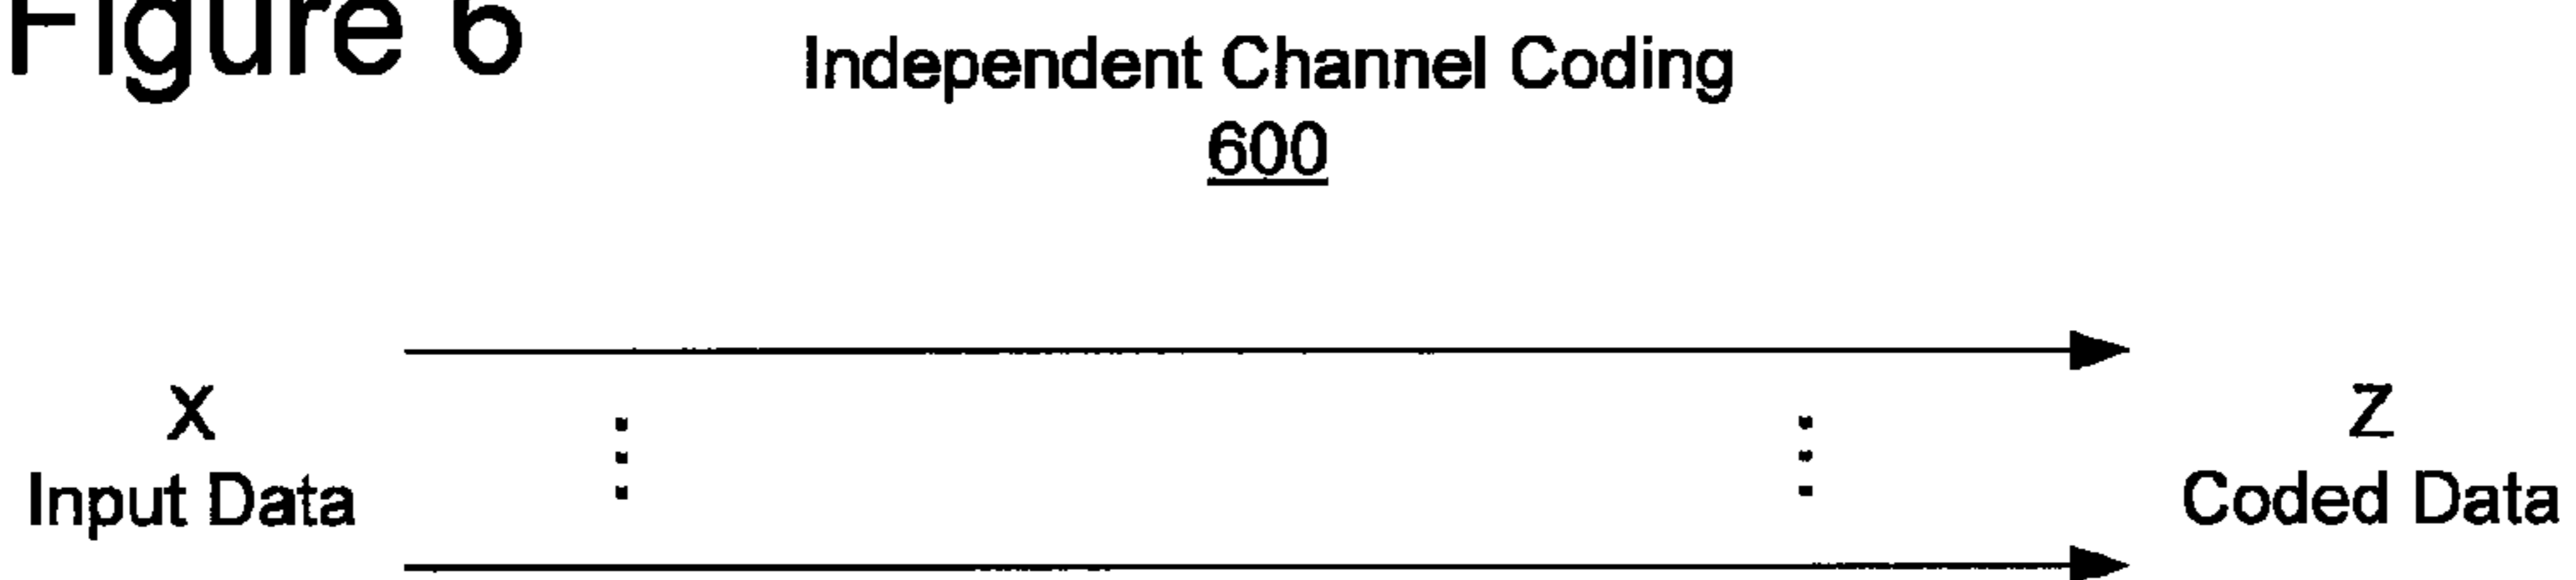 Figure 6
Independent Channel Coding
600
X
Input Data
Z
Coded Data